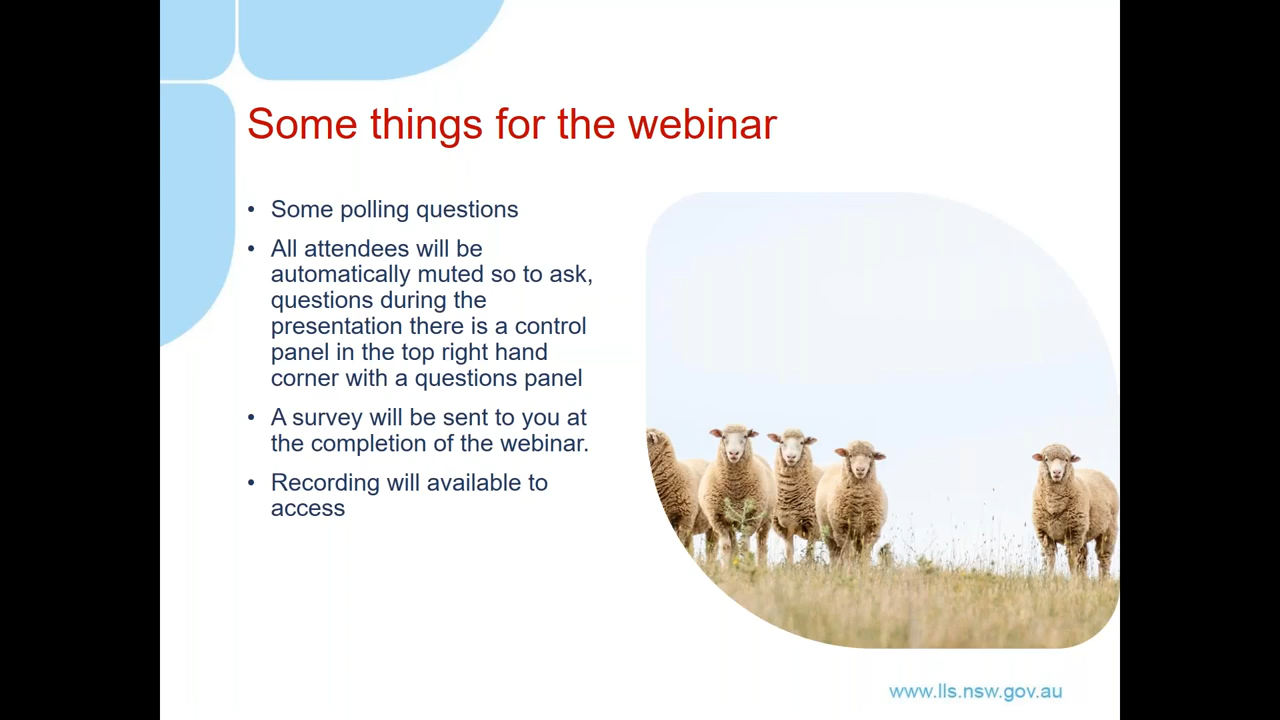 Some things for the webinar
• Some polling questions
• All attendees will be
automatically muted so to ask,
questions during the
presentation there is a control
panel in the top right hand
corner with a questions panel
• A survey will be sent to you at
the completion of the webinar.
• Recording will available to
access
www.lls.nsw.gov.au